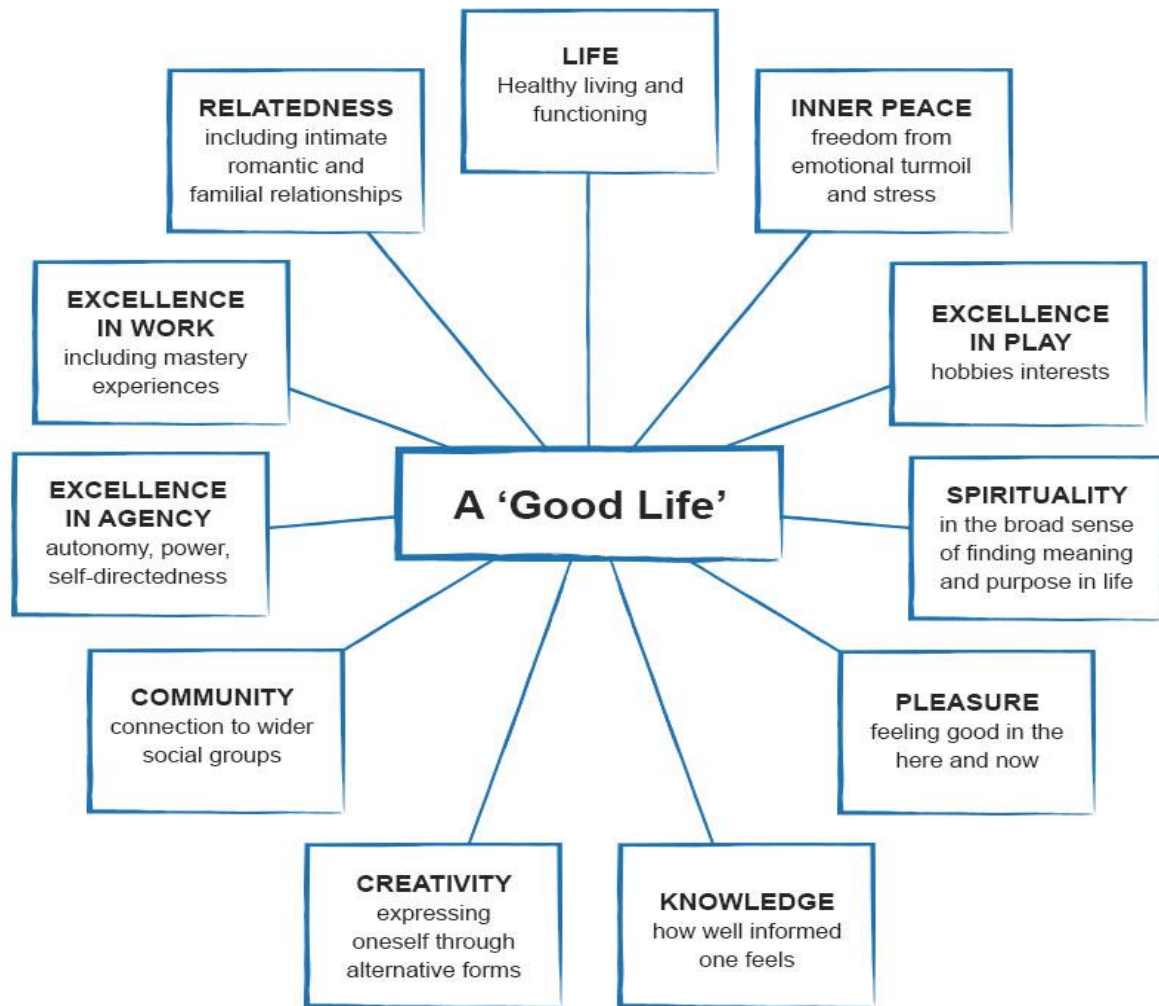 LIFE
Healthy living and
functioning
RELATEDNESS
including intimate
romantic and
familial relationships
INNER PEACE
freedom from
emotional turmoil
and stress
EXCELLENCE
IN WORK
including mastery
experiences
EXCELLENCE
IN PLAY
hobbies interests
A ‘Good Life’
EXCELLENCE
IN AGENCY
autonomy, power,
self-directedness
SPIRITUALITY
in the broad sense
of finding meaning
and purpose in life
COMMUNITY
connection to wider
social groups
PLEASURE
feeling good in the
here and now
CREATIVITY
expressing
oneself through
alternative forms
KNOWLEDGE
how well informed
one feels